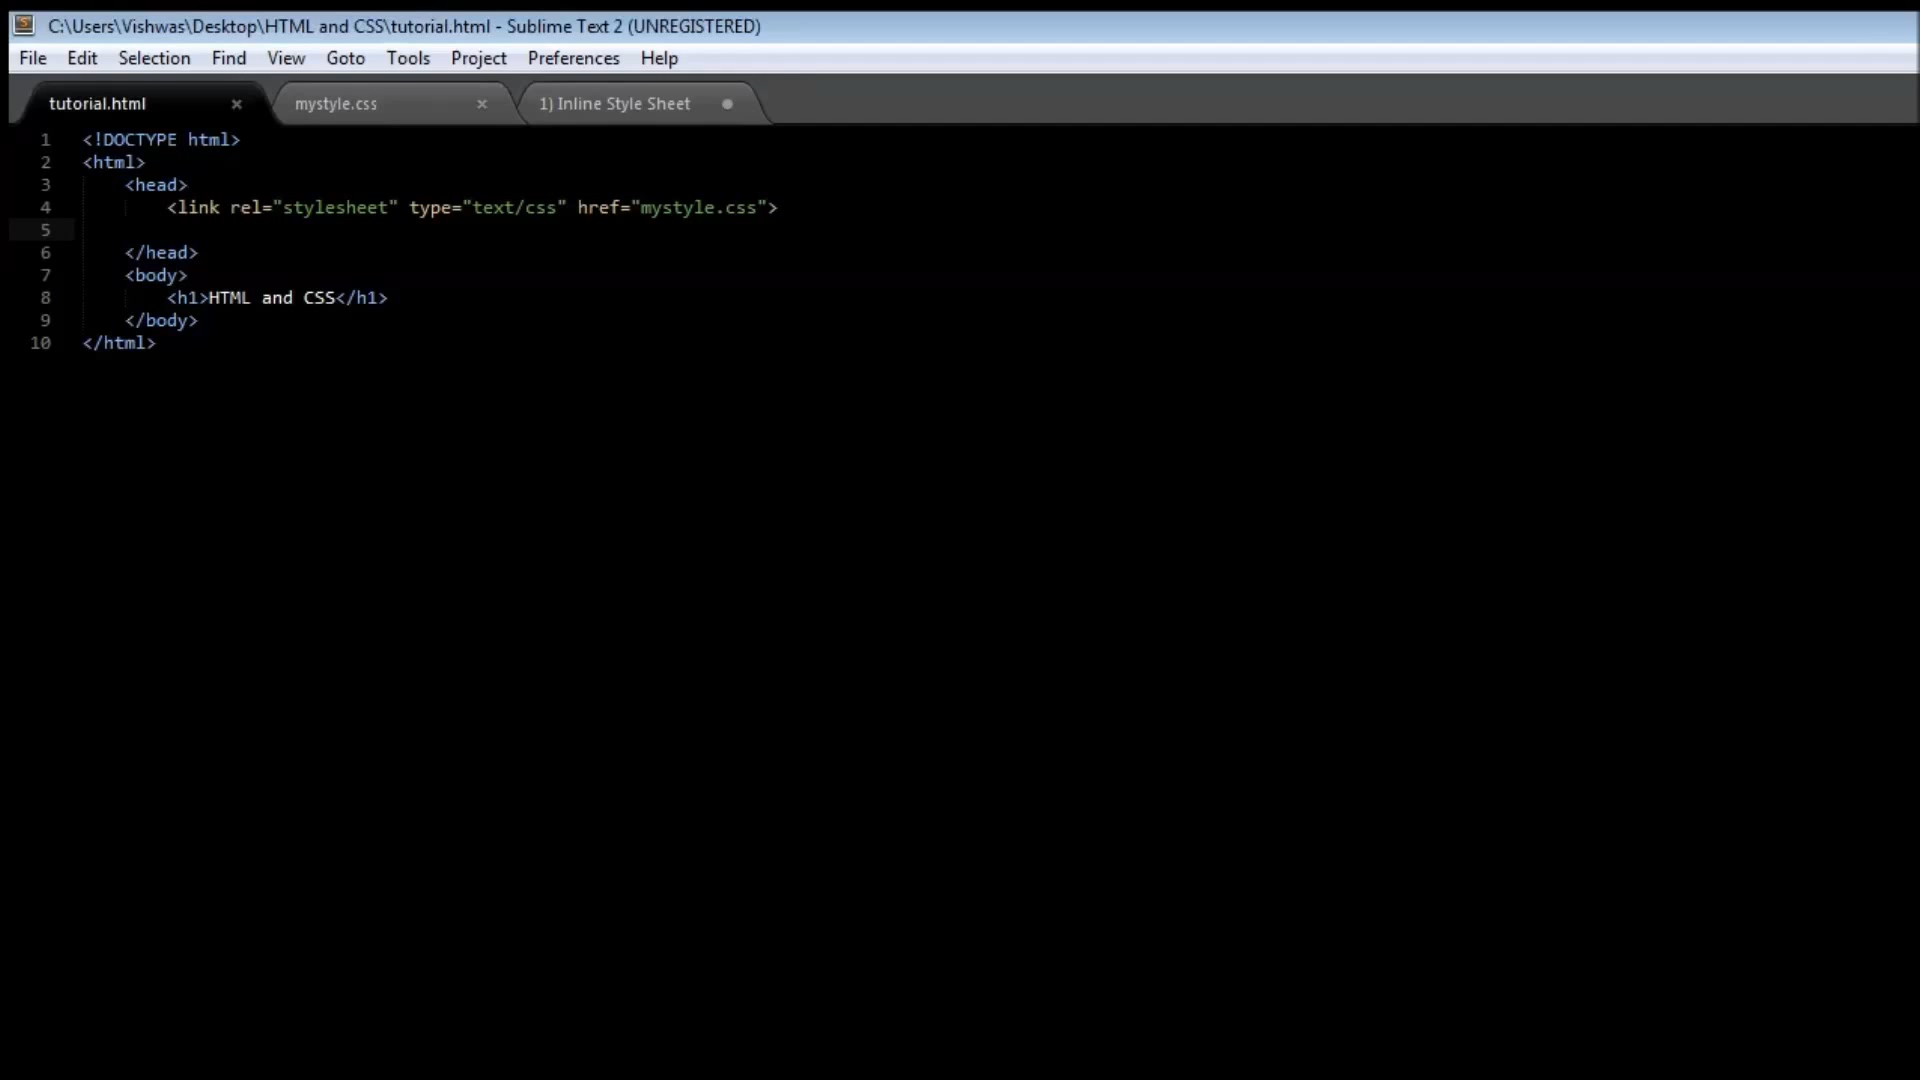 C:\Users\Vishwas\Desktop\HTML and CSS\tutorial.html - Sublime Text 2 (UNREGISTERED)
File Edit Selection Find View Goto Tools Project Preferences Help
tutorial.html × mystyle.css × 1) Inline Style Sheet
1 <!DOCTYPE html>
2 <html>
3 <head>
4 <link rel="stylesheet" type="text/css" href="mystyle.css">
5
6 </head>
7 <body>
8 <h1>HTML and CSS</h1>
9 </body>
10 </html>